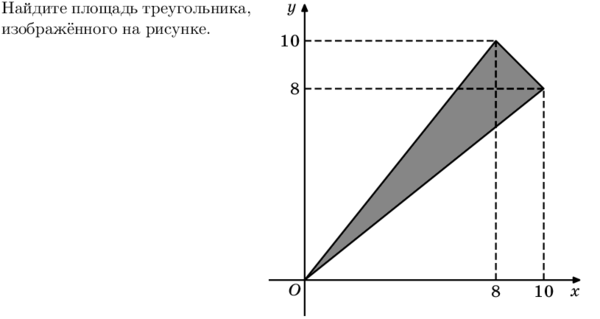 Найдите площадь треугольника,
изображённого на рисунке.
y
10
8
O
8 10 x